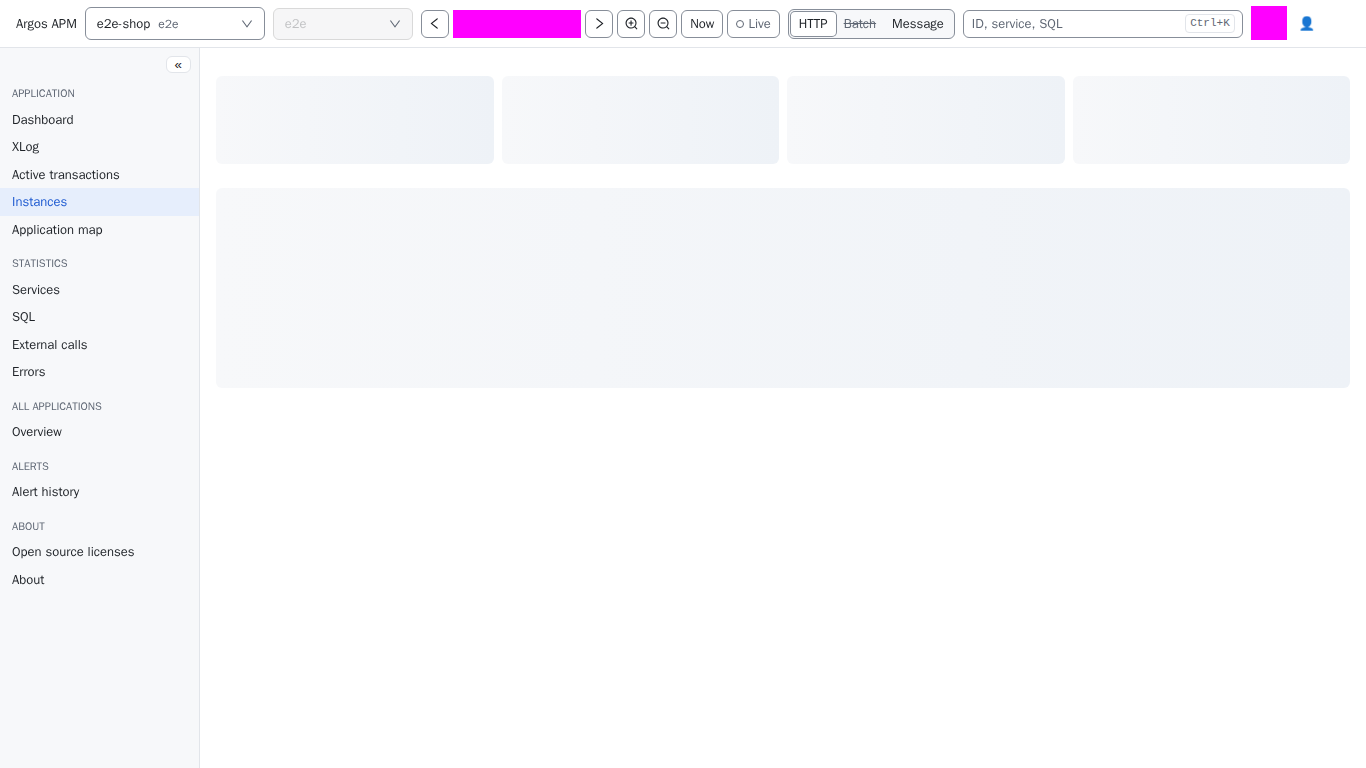 Argos APM e2e-shop e2e e2e Now Live HTTP Batch Message ID, service, SQL Ctrl+K
«
APPLICATION
Dashboard
XLog
Active transactions
Instances
Application map
STATISTICS
Services
SQL
External calls
Errors
ALL APPLICATIONS
Overview
ALERTS
Alert history
ABOUT
Open source licenses
About